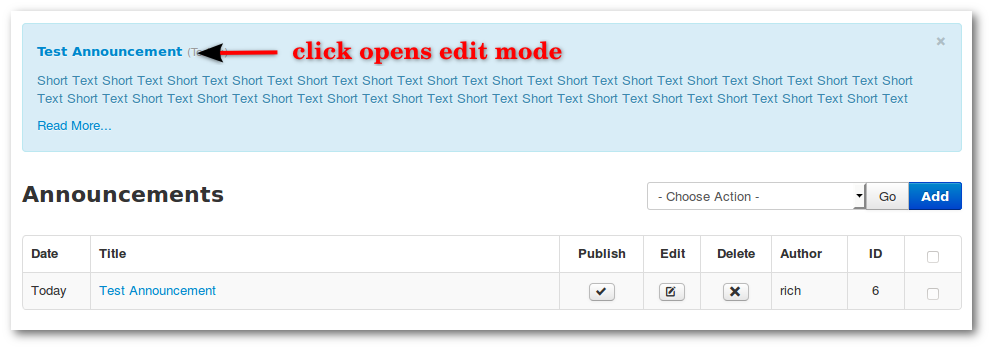 Test Announcement
click opens edit mode
×
Short Text Short Text Short Text Short Text Short Text Short Text Short Text Short Text Short Text Short Text Short Text Short Text Short Text Short
Text Short Text Short Text Short Text Short Text Short Text Short Text Short Text Short Text Short Text Short Text Short Text Short Text Short Text
Read More...
Announcements
- Choose Action -
Go
Add
Date Title Publish Edit Delete Author ID
Today Test Announcement rich 6